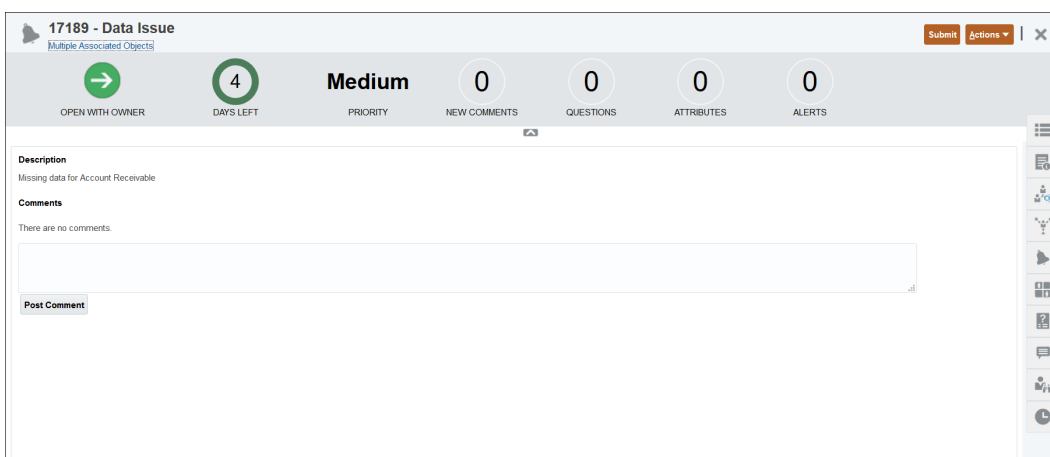 17189 - Data Issue
Multiple Associated Objects
Submit
Actions
4
Medium
0
0
0
0
OPEN WITH OWNER
DAYS LEFT
PRIORITY
NEW COMMENTS
QUESTIONS
ATTRIBUTES
ALERTS
Description
Missing data for Account Receivable
Comments
There are no comments.
Post Comment